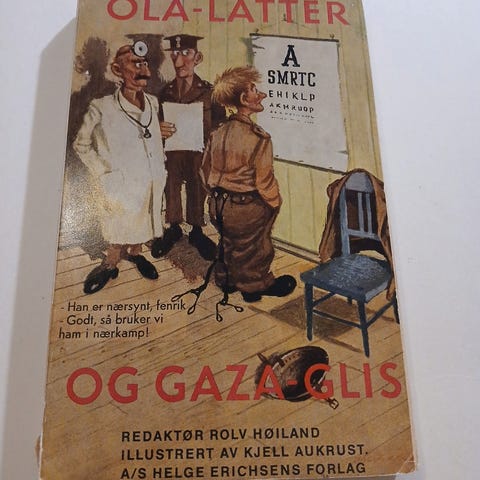 OLA-LATTER
A
SMRTC
EHIKLP
- Han er nærsynt, fenrik
- Godt, så bruker vi
ham i nærkamp!
OG GAZA-GLIS
REDAKTØR ROLV HØILAND
ILLUSTRERT AV KJELL AUKRUST.
A/S HELGE ERICHSENS FORLAG